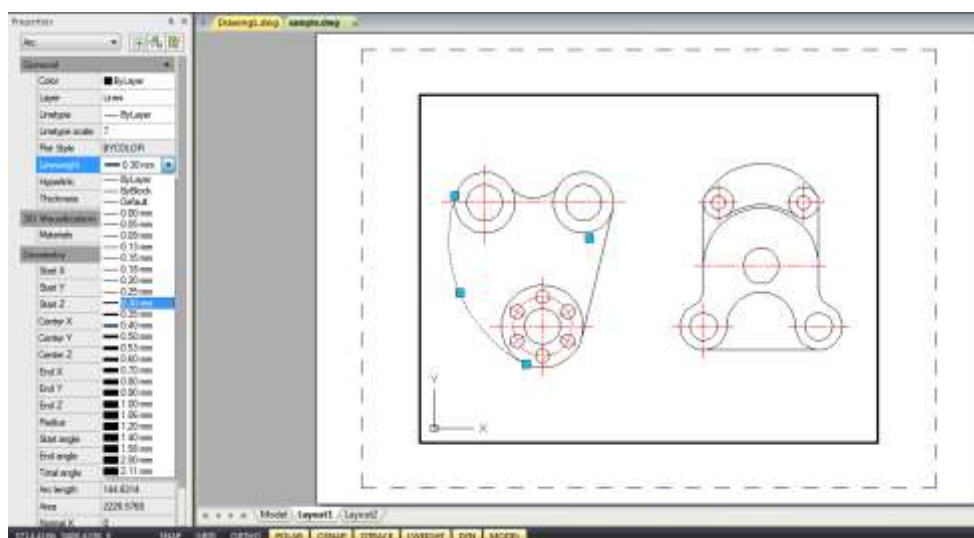 Properties
Drawing1.dwg sample.dwg
Arc
General
Color ByLayer
Layer Lines
Linetype ByLayer
Linetype scale
Plot Style BYCOLOR
Lineweight 0.30 mm
Hyperlink ByLayer
ByBlock
Thickness Default
3D Visualization 0.00 mm
0.05 mm
Materials 0.09 mm
0.13 mm
Geometry 0.15 mm
Start X 0.18 mm
0.20 mm
Start Y 0.25 mm
Start Z 0.30 mm
0.35 mm
Center X 0.40 mm
Center Y 0.50 mm
0.53 mm
Center Z 0.60 mm
End X 0.70 mm
0.80 mm
End Y 0.90 mm
End Z 1.00 mm
1.06 mm
Radius 1.20 mm
Start angle 1.40 mm
End angle 1.58 mm
2.00 mm
Total angle 2.11 mm
Arc length
Area
Normal X 0
Y
X
Model Layout1 Layout2
SNAP GRID ORTHO POLAR OSNAP OTRACK LWEIGHT DYN MODEL